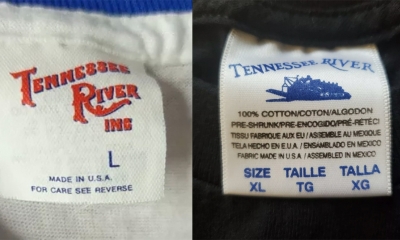 TENNESSEE
RIVER
INC
L
MADE IN U.S.A.
FOR CARE SEE REVERSE
TENNESSEE RIVER
100% COTTON/COTON/ALGODON
PRE-SHRUNK/PRE-ENCOGIDO/PRÉ-RÉTRÉCI
TISSU FABRIQUE AUX EU / ASSEMBLE AU MEXIQUE
TELA HECHO EN E.U.A. / ENSAMBLADO EN MEXICO
FABRIC MADE IN U.S.A / ASSEMBLED IN MEXICO
SIZE TAILLE TALLA
XL TG XG